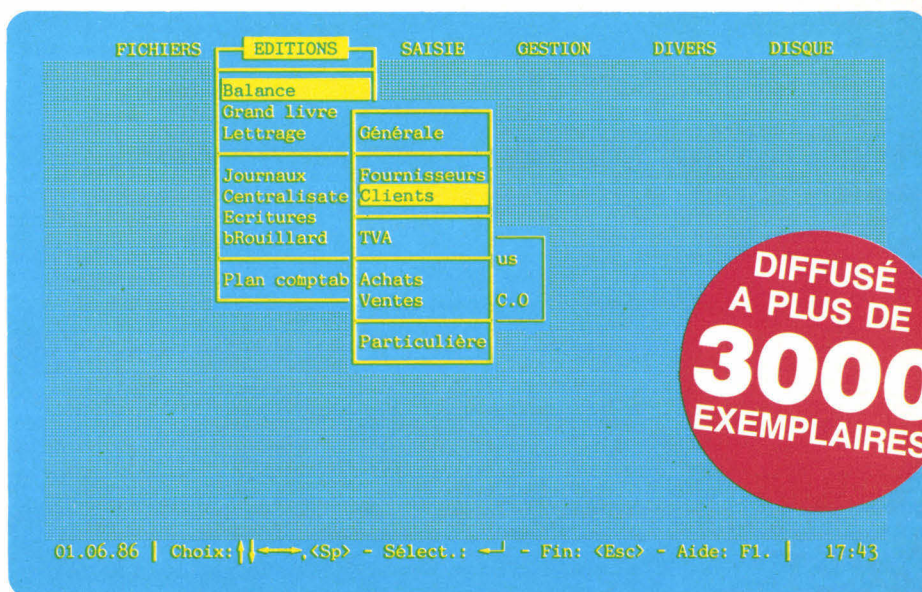 FICHIERS EDITIONS SAISIE GESTION DIVERS DISQUE
Balance
Grand livre
Lettrage
Journaux
Centralisate
Ecritures
bRouillard
Plan comptab
Générale
Fournisseurs
Clients
TVA
Achats
Ventes
Particulière
us
C.O
DIFFUSÉ
A PLUS DE
3000
EXEMPLAIRES
01.06.86 | Choix: ↑↓←→,<Sp> - Sélect.: ↵ - Fin: <Esc> - Aide: F1. | 17:43